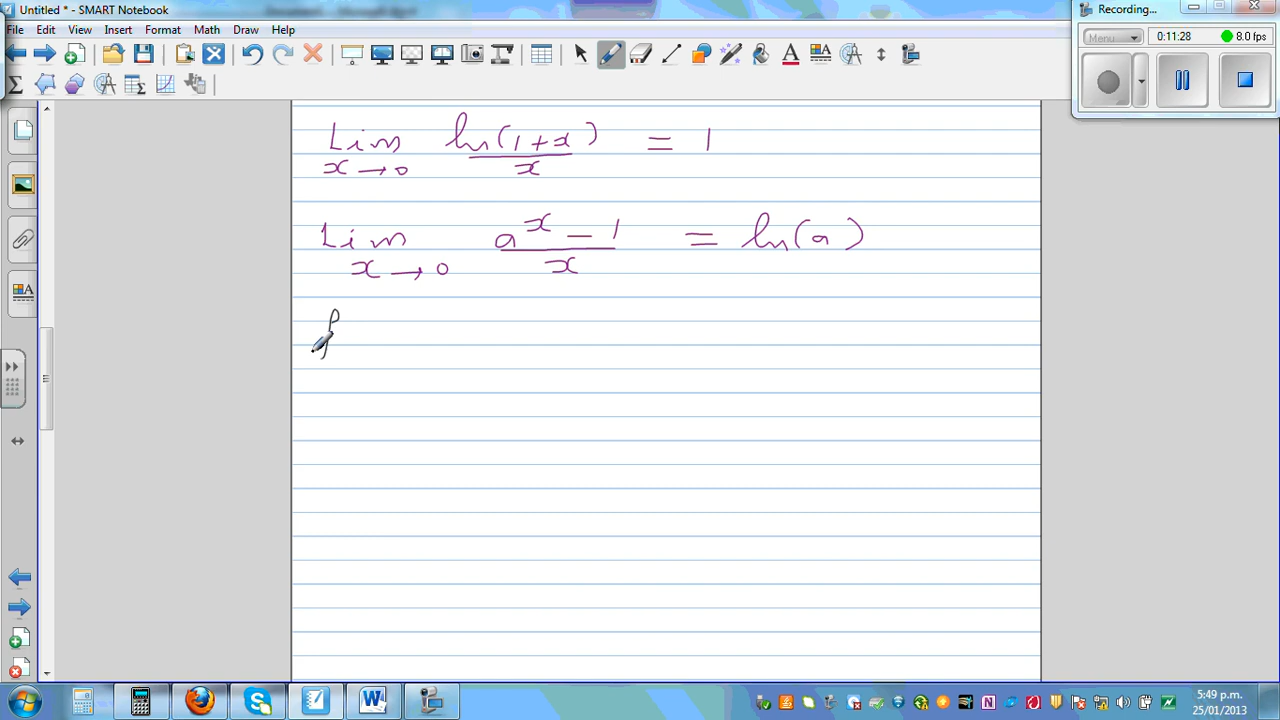 Untitled * - SMART Notebook
Recording...
File Edit View Insert Format Math Draw Help
Menu
0:11:28
8.0 fps
Lim ln(1+x) = 1
x→0 x
Lim a^x − 1 = ln(a)
x→0 x
f
5:49 p.m.
25/01/2013